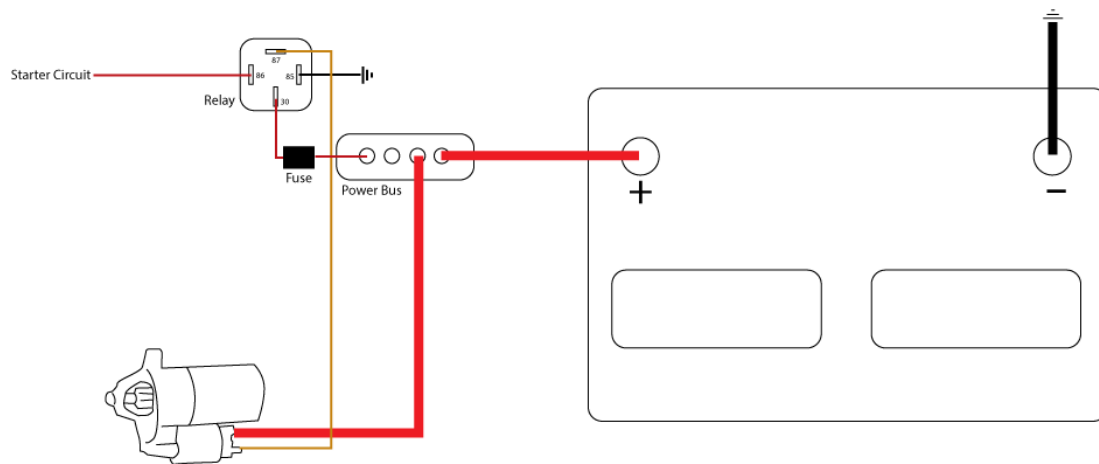 87
Starter Circuit
86
85
Relay
30
Fuse
Power Bus
+
−